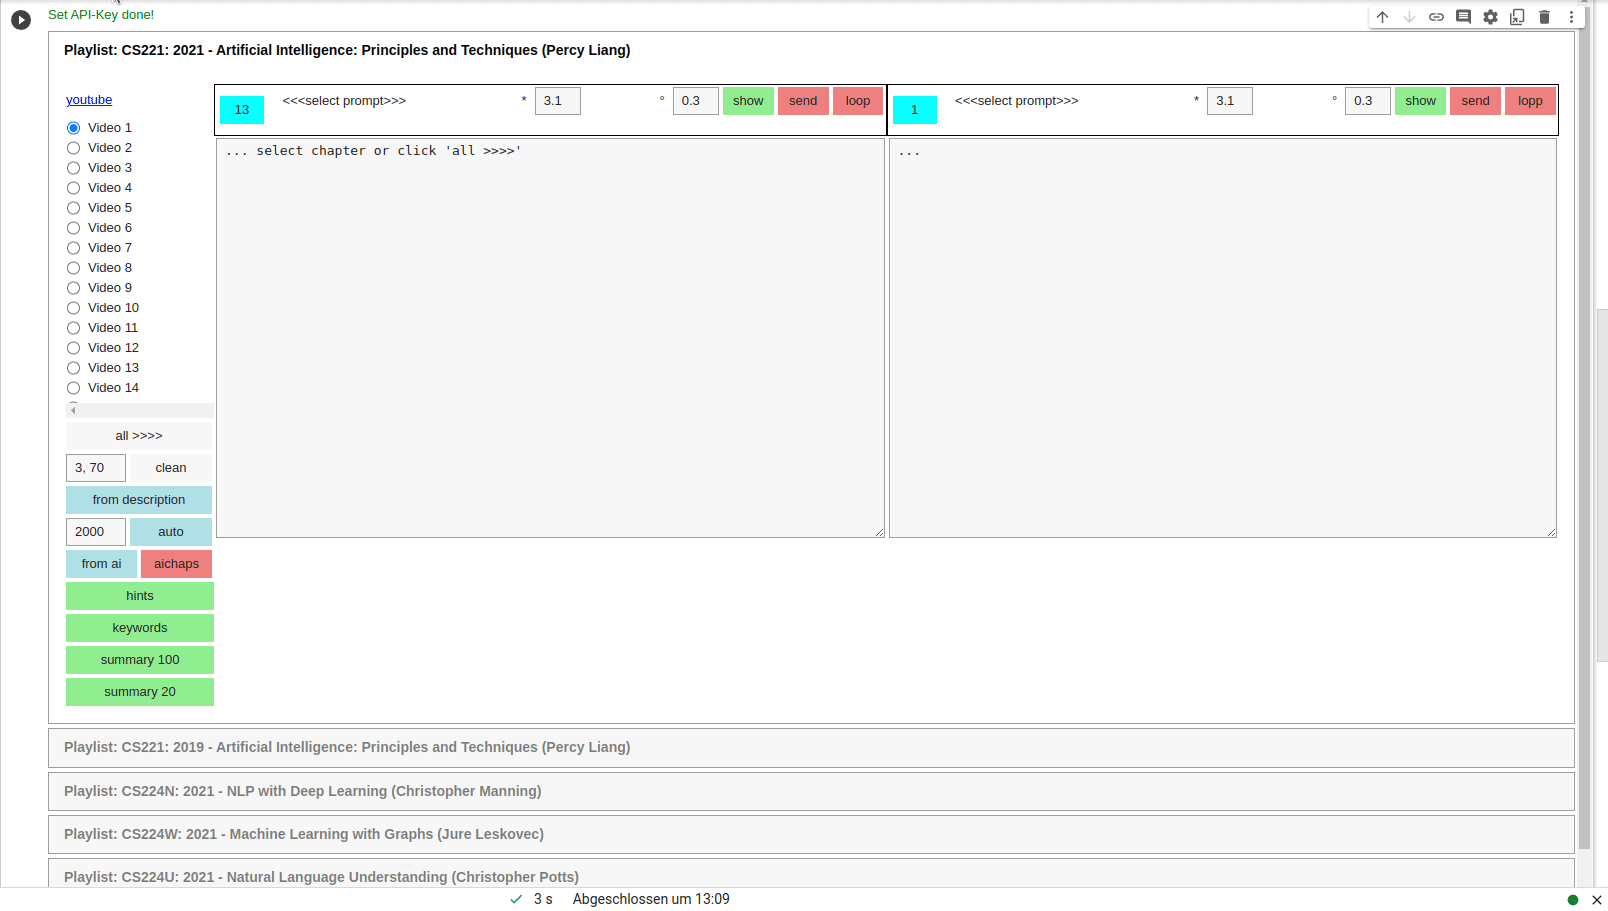 Set API-Key done!
Playlist: CS221: 2021 - Artificial Intelligence: Principles and Techniques (Percy Liang)
youtube
13 <<<select prompt>>> * 3.1 ° 0.3 show send loop
1 <<<select prompt>>> * 3.1 ° 0.3 show send lopp
Video 1
Video 2
Video 3
Video 4
Video 5
Video 6
Video 7
Video 8
Video 9
Video 10
Video 11
Video 12
Video 13
Video 14
... select chapter or click 'all >>>>'
...
all >>>>
3, 70 clean
from description
2000 auto
from ai aichaps
hints
keywords
summary 100
summary 20
Playlist: CS221: 2019 - Artificial Intelligence: Principles and Techniques (Percy Liang)
Playlist: CS224N: 2021 - NLP with Deep Learning (Christopher Manning)
Playlist: CS224W: 2021 - Machine Learning with Graphs (Jure Leskovec)
Playlist: CS224U: 2021 - Natural Language Understanding (Christopher Potts)
3 s Abgeschlossen um 13:09